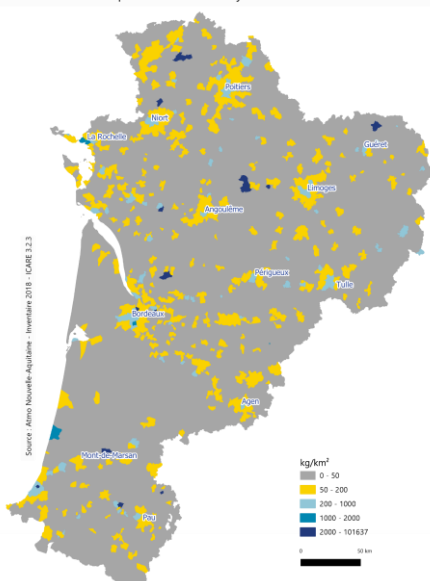 Poitiers
Niort
La Rochelle
Guéret
Limoges
Angoulême
Périgueux
Tulle
Bordeaux
Agen
Mont-de-Marsan
Pau
Source : Atmo Nouvelle-Aquitaine - Inventaire 2018 - ICARE 3.2.3
kg/km²
0 - 50
50 - 200
200 - 1000
1000 - 2000
2000 - 101637
0 50 km